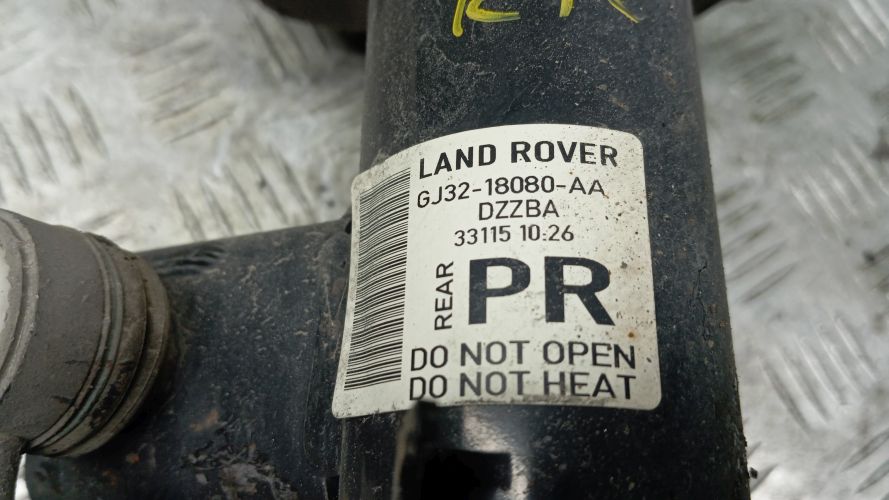 LAND ROVER
GJ32-18080-AA
DZZBA
33115 10:26
REAR
PR
DO NOT OPEN
DO NOT HEAT